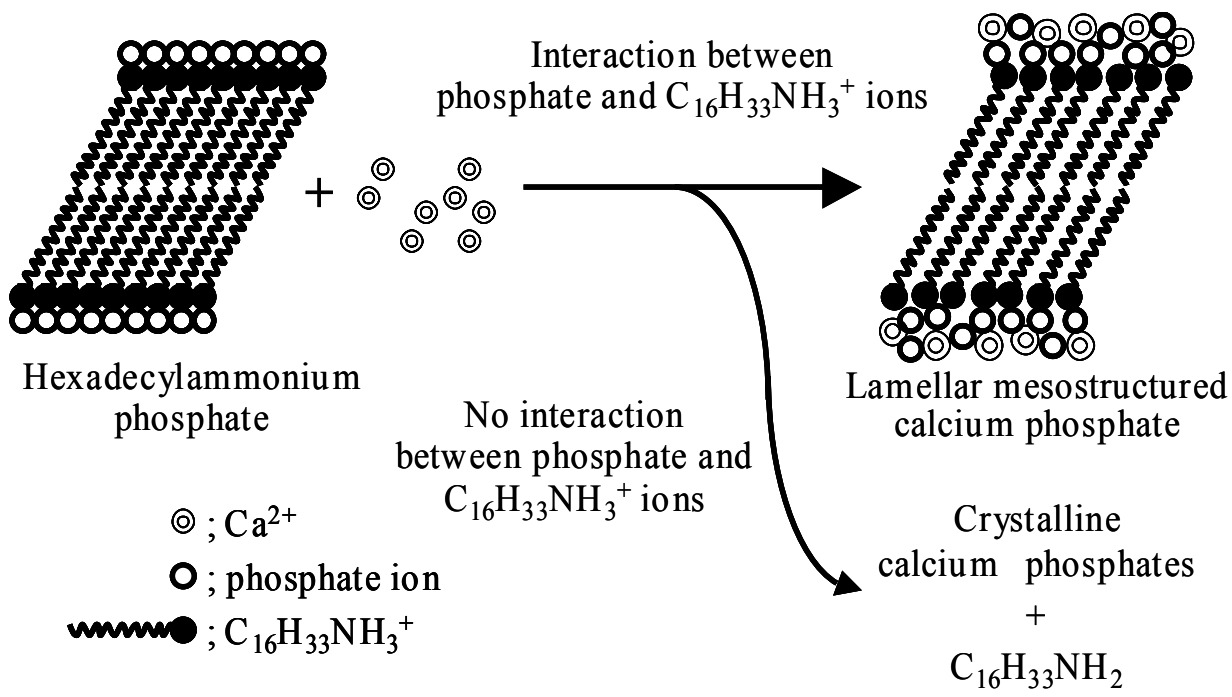 Interaction between
phosphate and C₁₆H₃₃NH₃⁺ ions
+
Hexadecylammonium
phosphate
Lamellar mesostructured
calcium phosphate
No interaction
between phosphate and
C₁₆H₃₃NH₃⁺ ions
; Ca²⁺
; phosphate ion
; C₁₆H₃₃NH₃⁺
Crystalline
calcium phosphates
+
C₁₆H₃₃NH₂